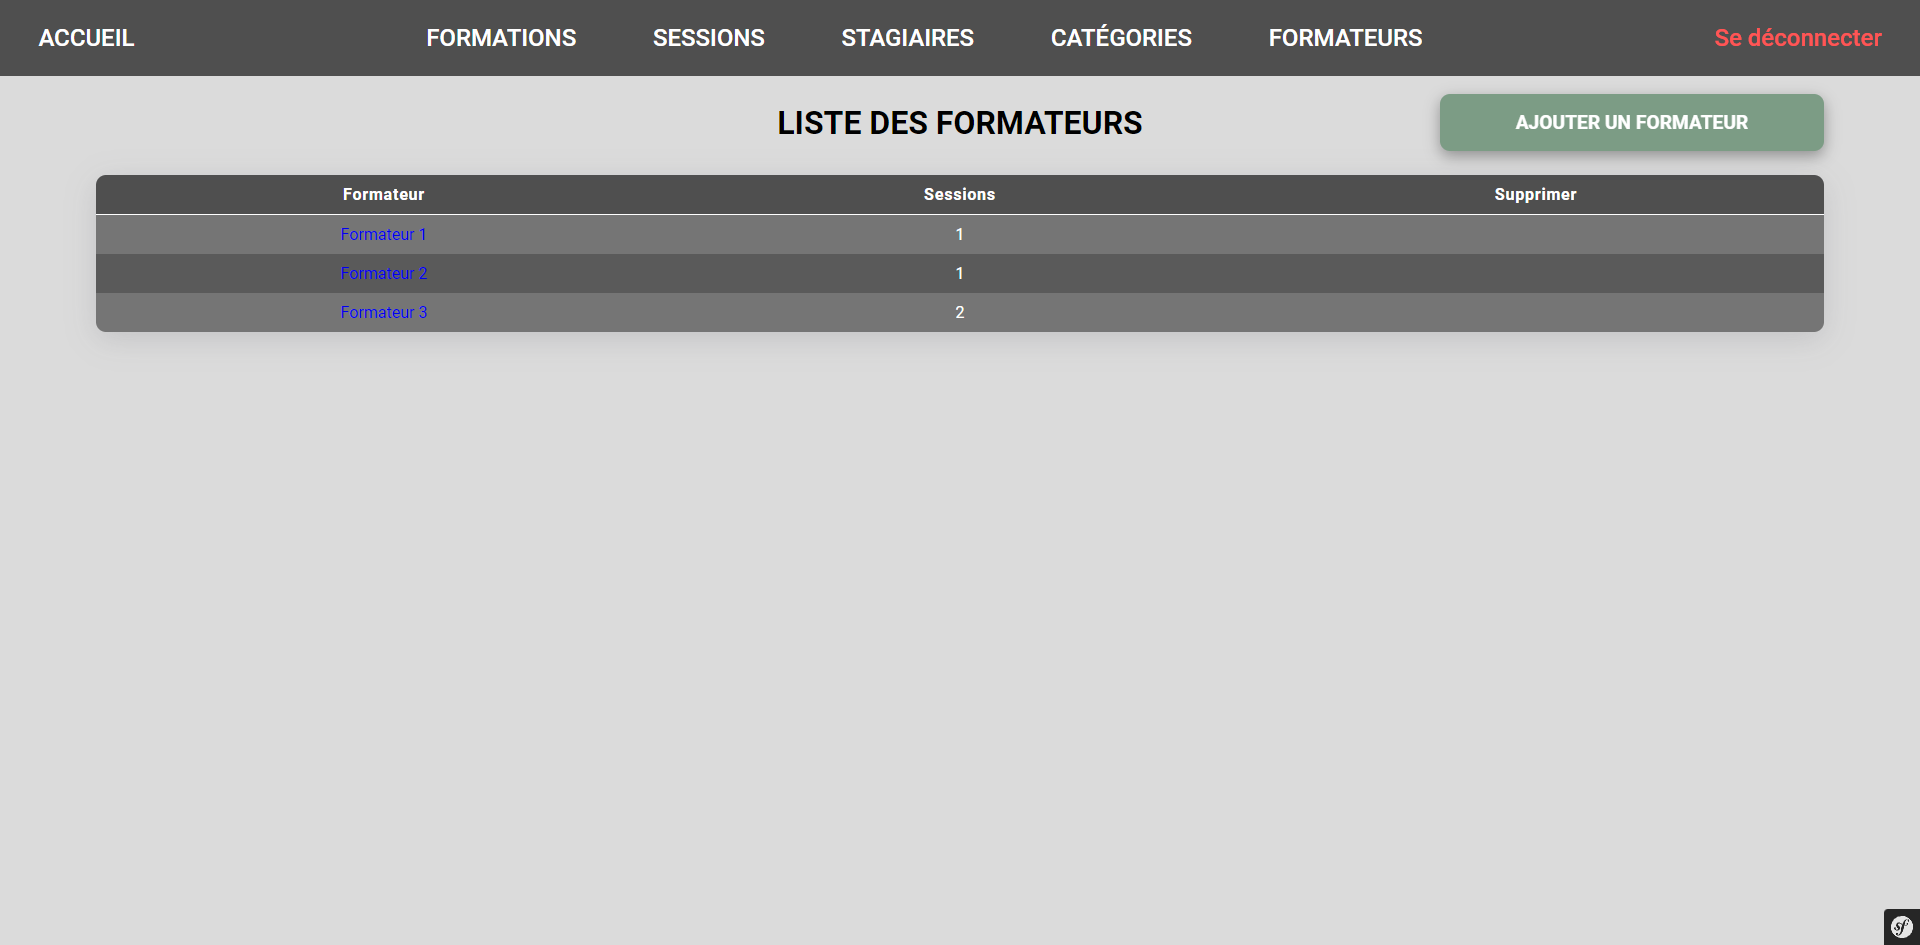 ACCUEIL FORMATIONS SESSIONS STAGIAIRES CATÉGORIES FORMATEURS Se déconnecter
LISTE DES FORMATEURS AJOUTER UN FORMATEUR
Formateur Sessions Supprimer
Formateur 1 1
Formateur 2 1
Formateur 3 2
sf